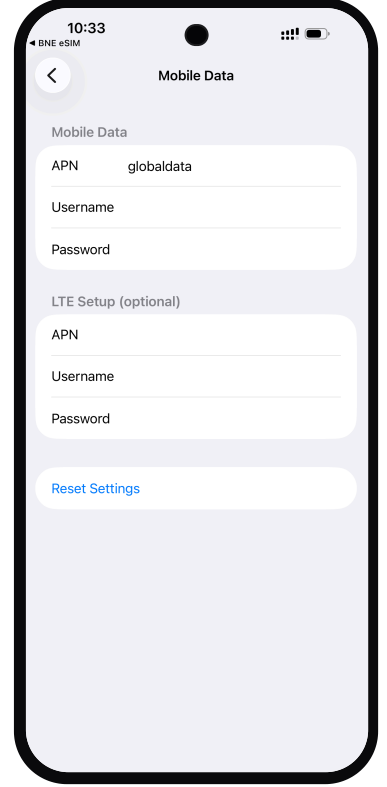 10:33
◀ BNE eSIM
Mobile Data
Mobile Data
APN globaldata
Username
Password
LTE Setup (optional)
APN
Username
Password
Reset Settings